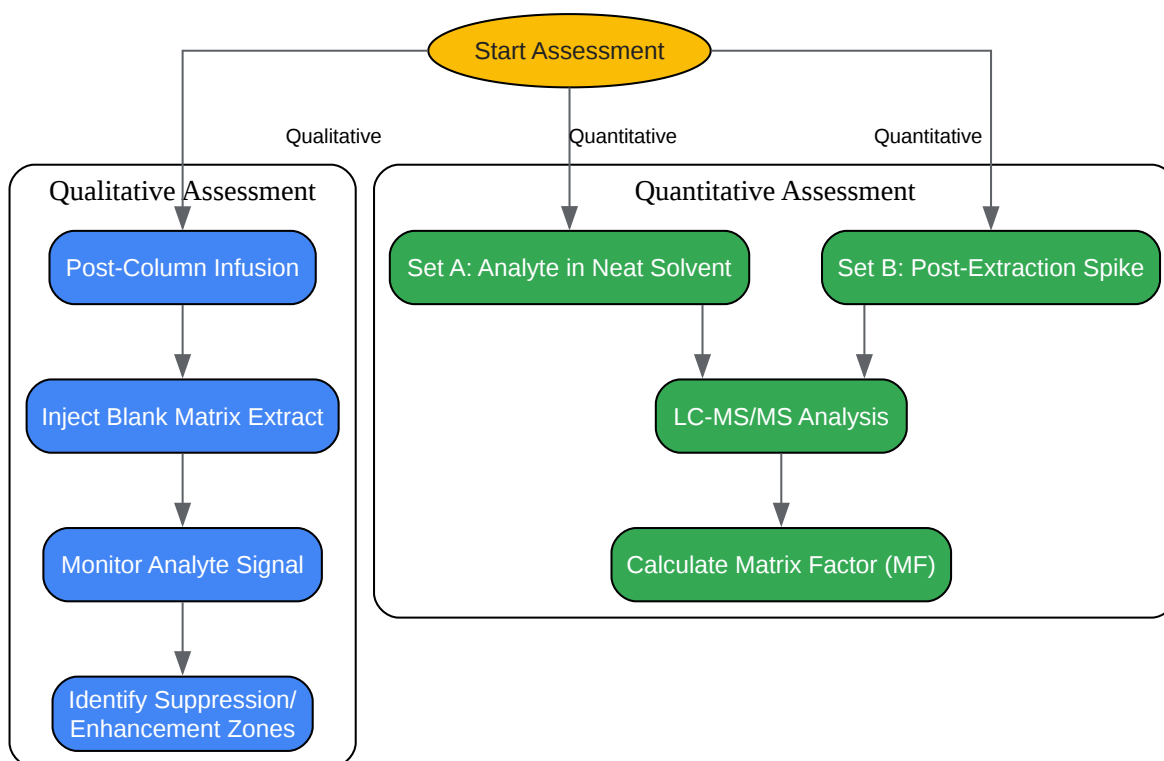 Start Assessment
Qualitative
Quantitative
Quantitative
Qualitative Assessment
Quantitative Assessment
Post-Column Infusion
Set A: Analyte in Neat Solvent
Set B: Post-Extraction Spike
Inject Blank Matrix Extract
LC-MS/MS Analysis
Monitor Analyte Signal
Calculate Matrix Factor (MF)
Identify Suppression/
Enhancement Zones